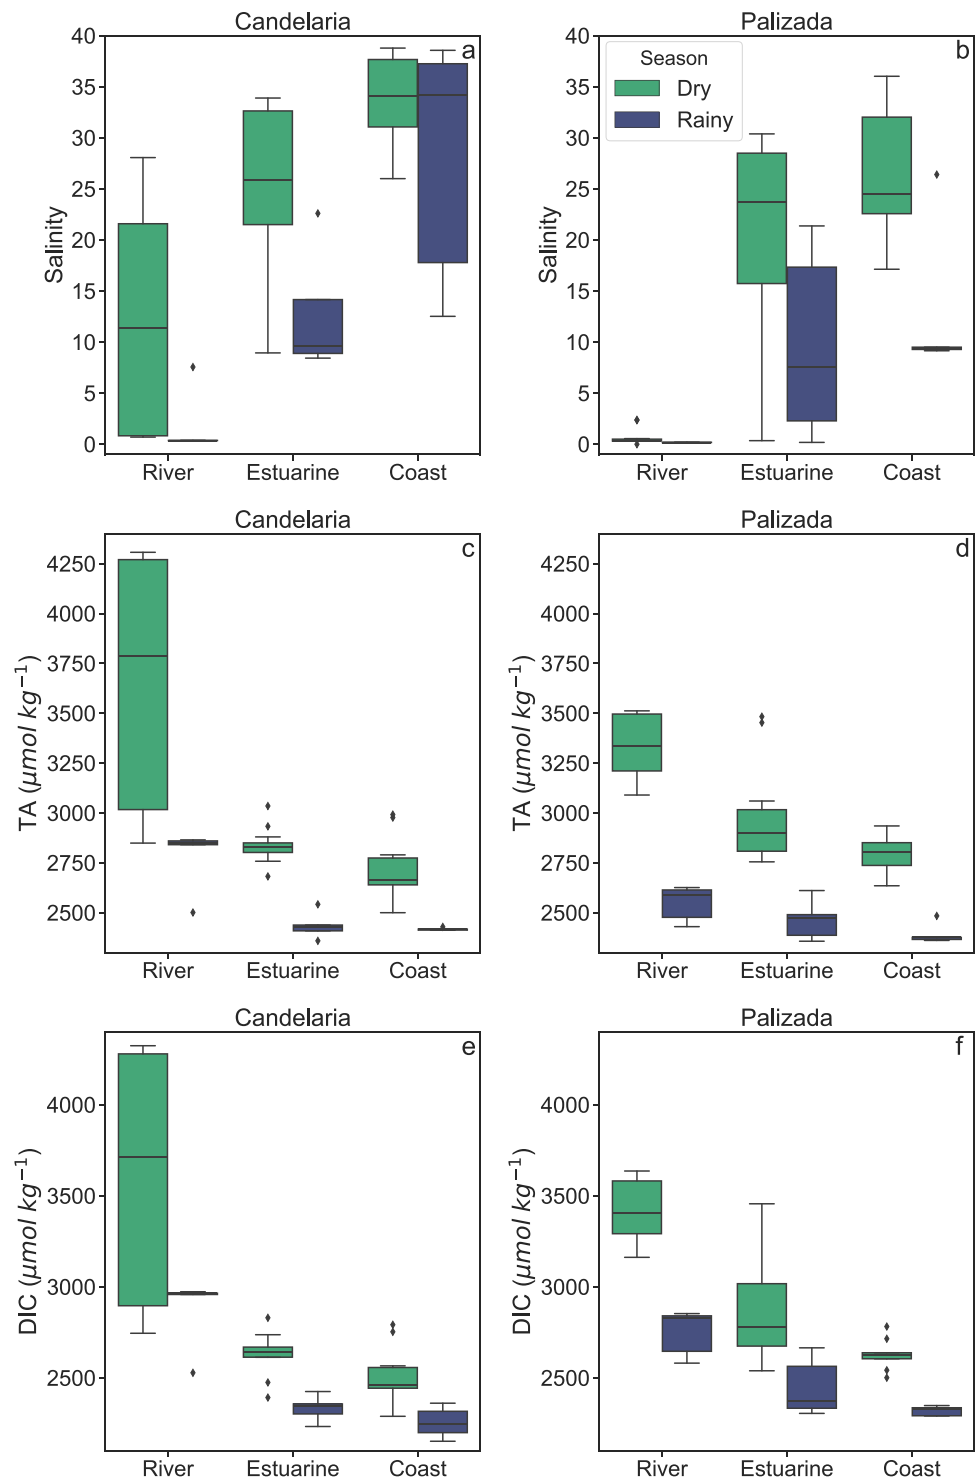 Candelaria
Palizada
a
b
Salinity
40
35
30
25
20
15
10
5
0
River
Estuarine
Coast
Salinity
40
35
30
25
20
15
10
5
0
Season
Dry
Rainy
River
Estuarine
Coast
Candelaria
Palizada
c
d
TA (μmol kg⁻¹)
4250
4000
3750
3500
3250
3000
2750
2500
River
Estuarine
Coast
TA (μmol kg⁻¹)
4250
4000
3750
3500
3250
3000
2750
2500
River
Estuarine
Coast
Candelaria
Palizada
e
f
DIC (μmol kg⁻¹)
4000
3500
3000
2500
River
Estuarine
Coast
DIC (μmol kg⁻¹)
4000
3500
3000
2500
River
Estuarine
Coast